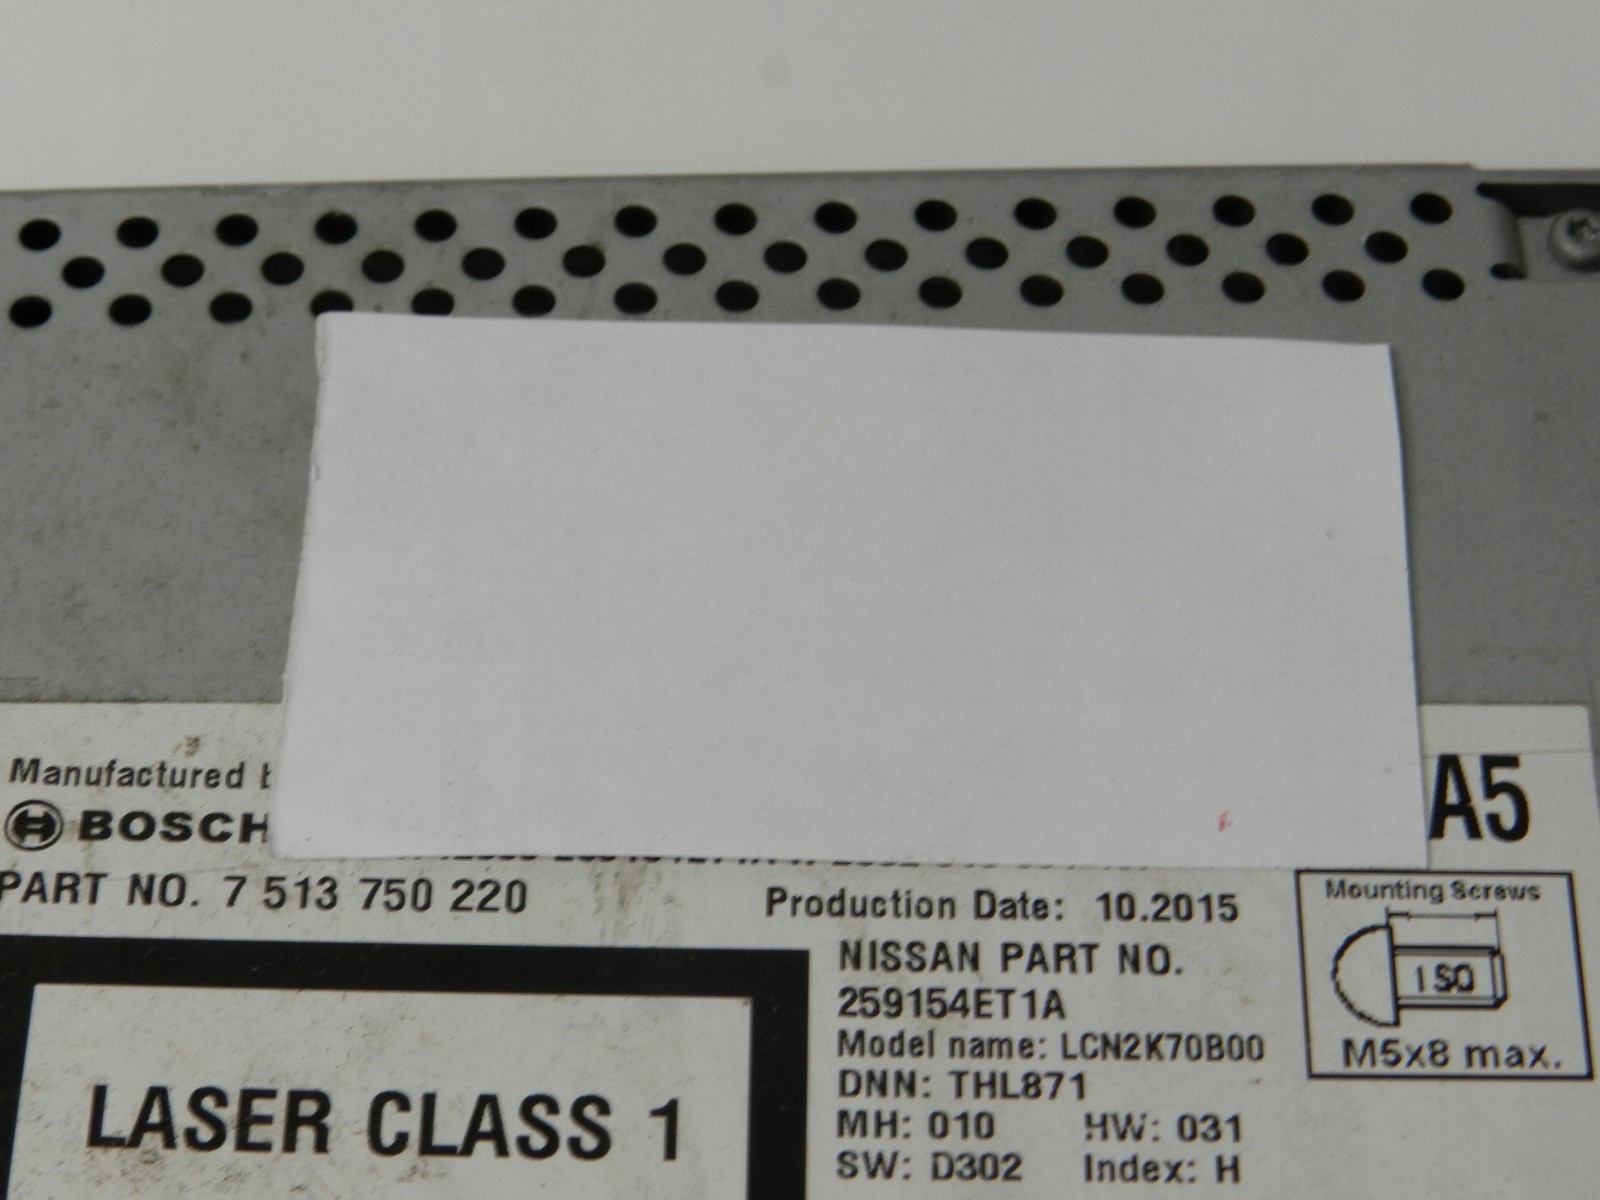 Manufactured
BOSCH
A5
PART NO. 7 513 750 220
Production Date: 10.2015
Mounting Screws
ISO
M5x8 max.
NISSAN PART NO.
259154ET1A
Model name: LCN2K70B00
DNN: THL871
MH: 010 HW: 031
SW: D302 Index: H
LASER CLASS 1